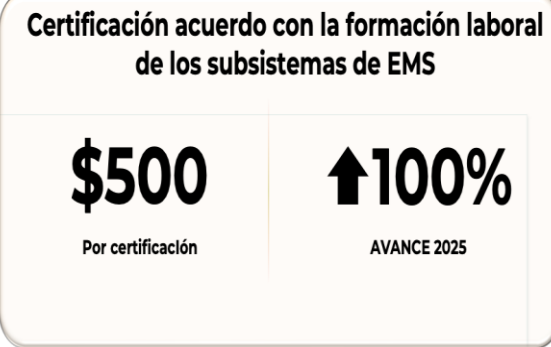 Certificación acuerdo con la formación laboral
de los subsistemas de EMS
$500
100%
Por certificación
AVANCE 2025